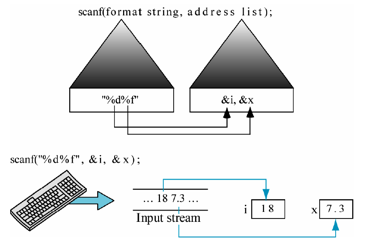 scanf(format string, address list);
"%d%f" &i, &x
scanf("%d%f", &i, &x);
... 18 7.3 ...
Input stream
i 18 x 7.3